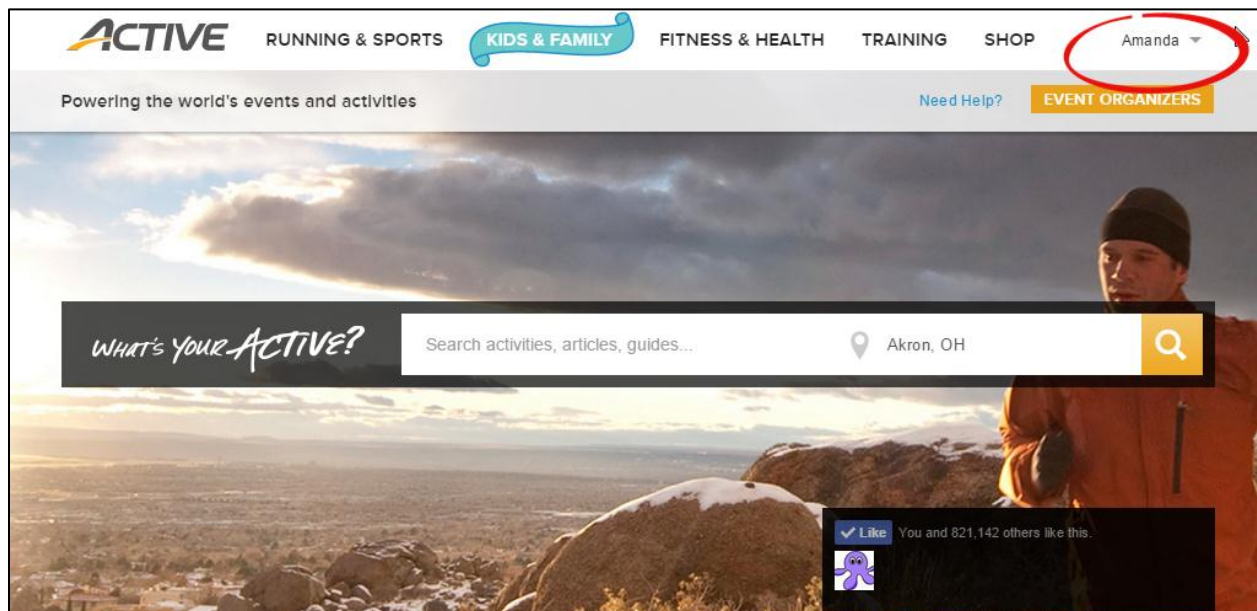 ACTIVE RUNNING & SPORTS KIDS & FAMILY FITNESS & HEALTH TRAINING SHOP Amanda
Powering the world's events and activities Need Help? EVENT ORGANIZERS
WHAT'S YOUR ACTIVE? Search activities, articles, guides... Akron, OH
Like You and 821,142 others like this.